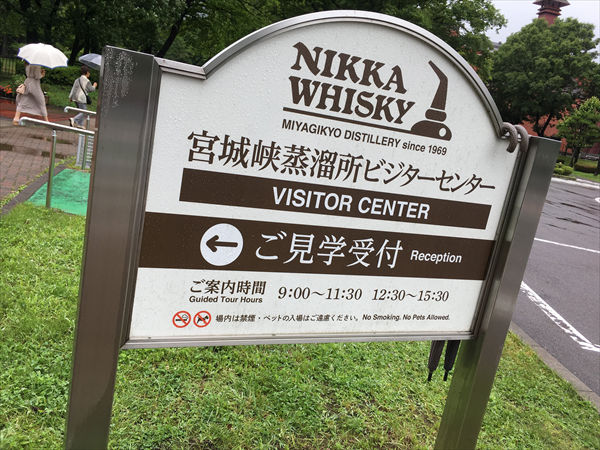 NIKKA
WHISKY
MIYAGIKYO DISTILLERY since 1969
宮城峡蒸溜所ビジターセンター
VISITOR CENTER
ご見学受付 Reception
ご案内時間 9:00～11:30 12:30～15:30
Guided Tour Hours
場内は禁煙・ペットの入場はご遠慮ください。No Smoking. No Pets Allowed.